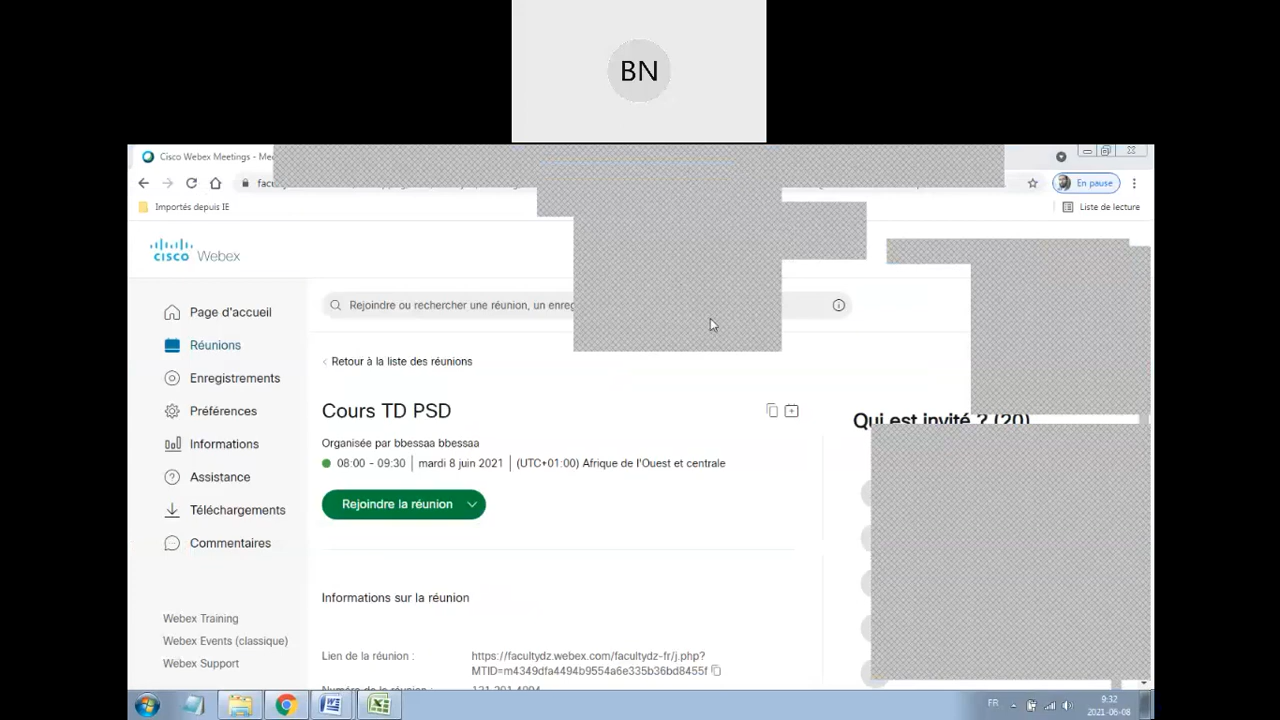 BN
Cisco Webex Meetings - Mee
En pause
Importés depuis IE
Liste de lecture
cisco Webex
Rejoindre ou rechercher une réunion, un enreg
Page d'accueil
Réunions
Enregistrements
Préférences
Informations
Assistance
Téléchargements
Commentaires
Webex Training
Webex Events (classique)
Webex Support
Retour à la liste des réunions
Cours TD PSD
Organisée par bbessaa bbessaa
08:00 - 09:30 | mardi 8 juin 2021 | (UTC+01:00) Afrique de l'Ouest et centrale
Rejoindre la réunion
Informations sur la réunion
Lien de la réunion :
https://facultydz.webex.com/facultydz-fr/j.php?
MTID=m4349dfa4494b9554a6e335b36bd8455f
Qui est invité ? (20)
FR
9:32
2021-06-08